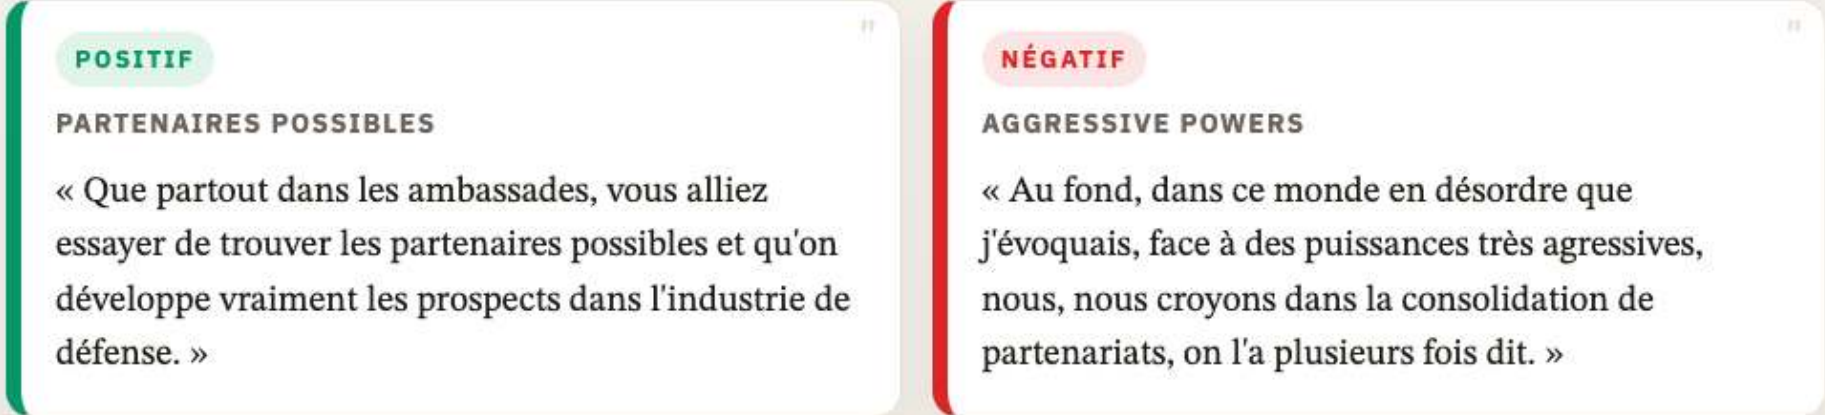 POSITIF
PARTENAIRES POSSIBLES
« Que partout dans les ambassades, vous alliez
essayer de trouver les partenaires possibles et qu'on
développe vraiment les prospects dans l'industrie de
défense. »
"
NÉGATIF
AGGRESSIVE POWERS
« Au fond, dans ce monde en désordre que
j'évoquais, face à des puissances très agressives,
nous, nous croyons dans la consolidation de
partenariats, on l'a plusieurs fois dit. »
"